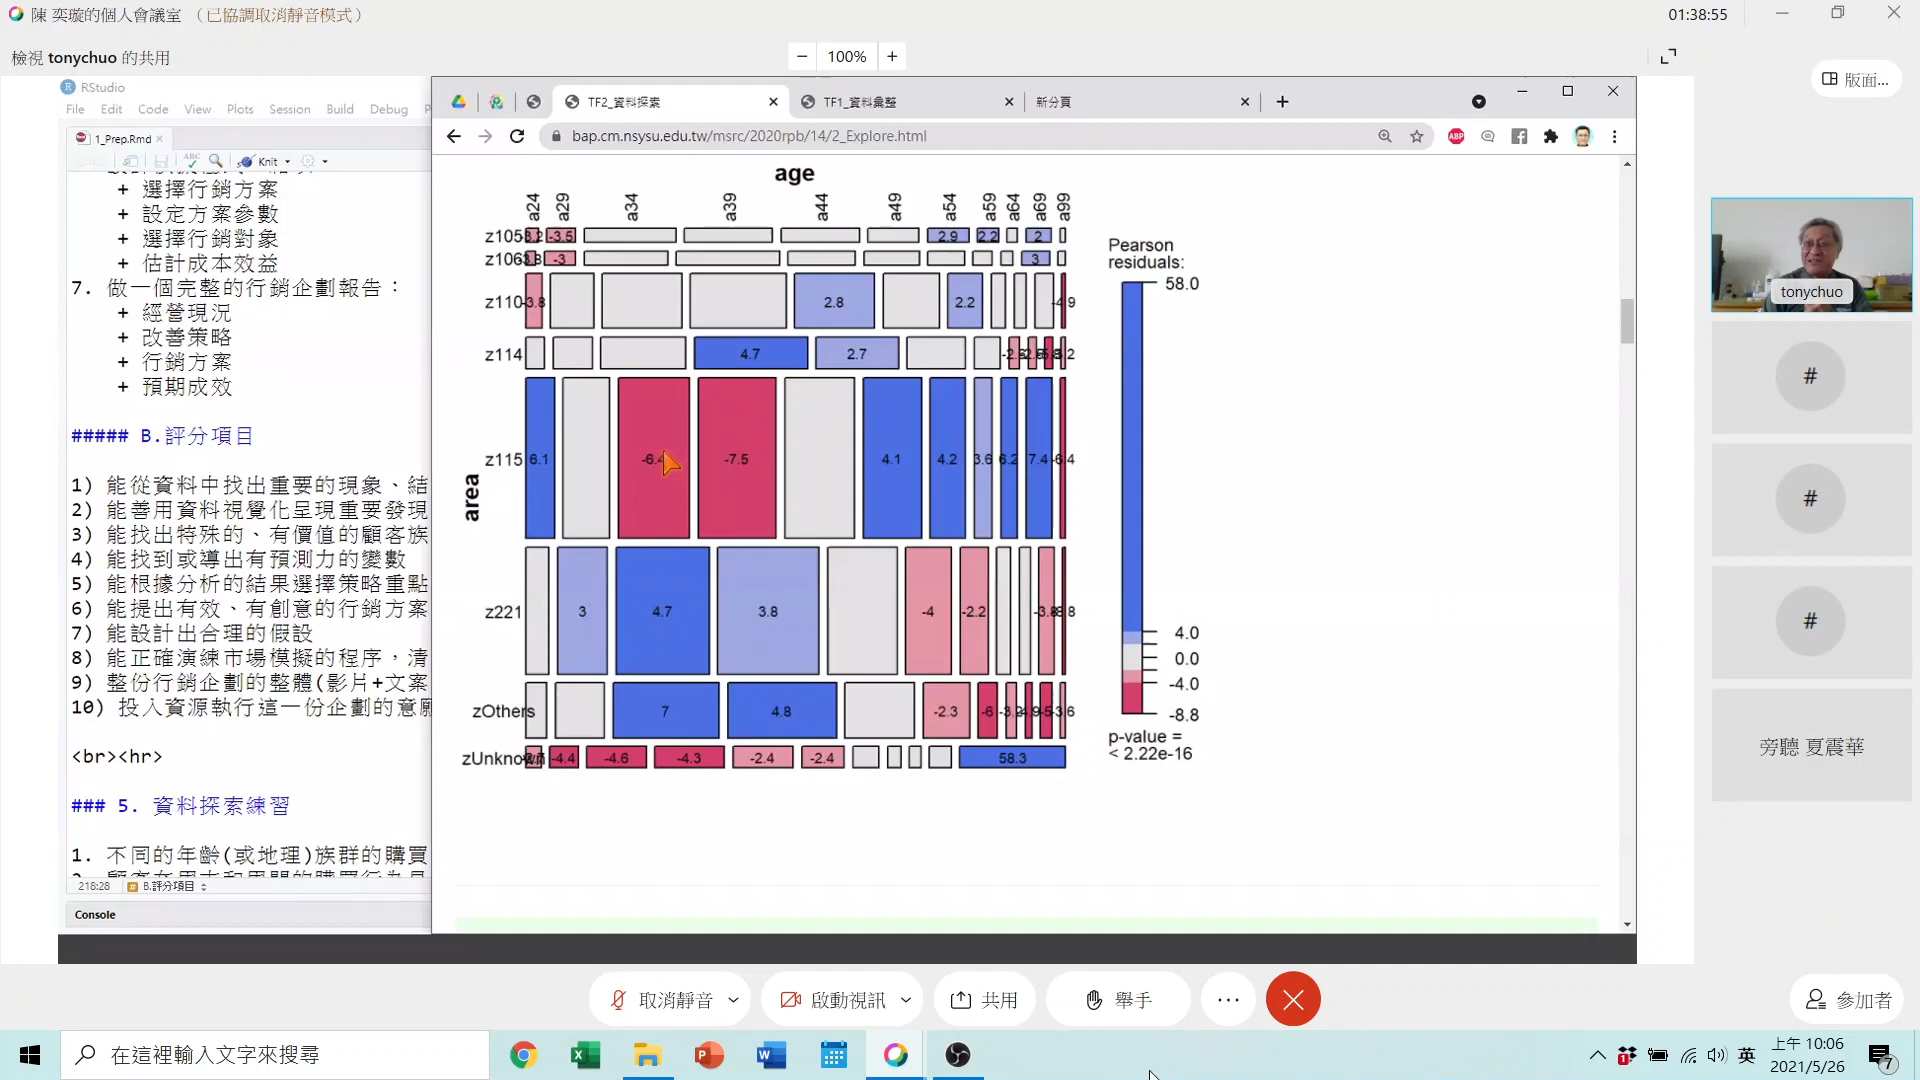 陳 奕璇的個人會議室 （已協調取消靜音模式）
01:38:55
檢視 tonychuo 的共用
100%
版面...
RStudio
File Edit Code View Plots Session Build Debug
1_Prep.Rmd
Knit
+ 選擇行銷方案
+ 設定方案參數
+ 選擇行銷對象
+ 估計成本效益
7. 做一個完整的行銷企劃報告：
+ 經營現況
+ 改善策略
+ 行銷方案
+ 預期成效
##### B.評分項目
1) 能從資料中找出重要的現象、結
2) 能善用資料視覺化呈現重要發現
3) 能找出特殊的、有價值的顧客族
4) 能找到或導出有預測力的變數
5) 能根據分析的結果選擇策略重點
6) 能提出有效、有創意的行銷方案
7) 能設計出合理的假設
8) 能正確演練市場模擬的程序，清
9) 整份行銷企劃的整體(影片+文案
10) 投入資源執行這一份企劃的意願
<br><hr>
### 5. 資料探索練習
1. 不同的年齡(或地理)族群的購買
218:28 B.評分項目
Console
TF2_資料探索
TF1_資料彙整
新分頁
bap.cm.nsysu.edu.tw/msrc/2020rpb/14/2_Explore.html
ABP
age
a24 a29 a34 a39 a44 a49 a54 a59 a64 a69 a99
area
z105 -3.5 2.9 2.2 2
z106 -3 3
z110 -3.8 2.8 2.2
z114 4.7 2.7
z115 6.1 -7.5 4.1 4.2 3.6 6.2 7.4 -6.4
z221 3 4.7 3.8 -4 -2.2
zOthers 7 4.8 -2.3 -6
zUnknown -4.4 -4.6 -4.3 -2.4 -2.4 58.3
Pearson
residuals:
58.0
4.0
0.0
-4.0
-8.8
p-value =
< 2.22e-16
tonychuo
#
#
#
旁聽 夏震華
取消靜音
啟動視訊
共用
舉手
參加者
在這裡輸入文字來搜尋
英
上午 10:06
2021/5/26
7